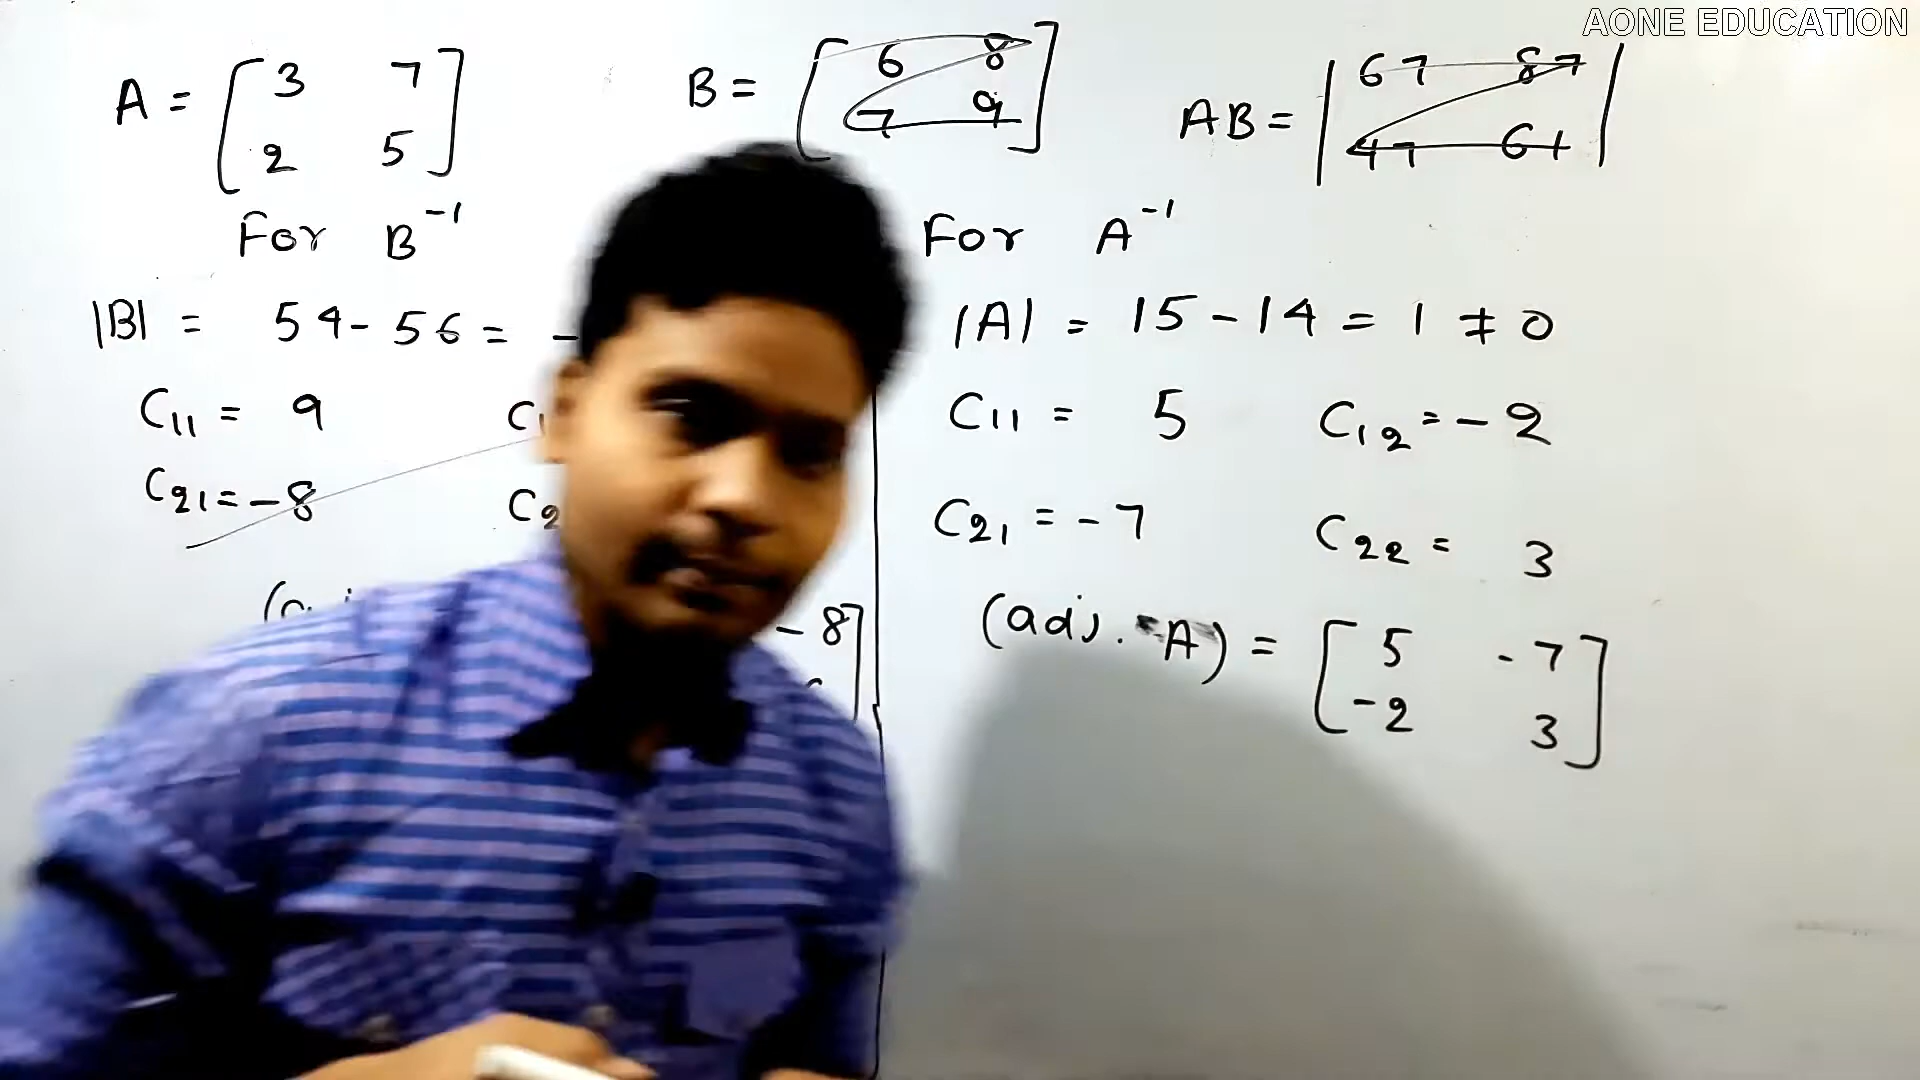 AONE EDUCATION
A = [ 3 7 ] B = [ 6 8 ] AB = | 67 87 |
[ 2 5 ] [ 7 9 ] | 47 61 |
For B⁻¹
|B| = 54 - 56 = -
C11 = 9
C21 = -8
- 8 ]
For A⁻¹
|A| = 15 - 14 = 1 ≠ 0
C11 = 5 C12 = - 2
C21 = - 7 C22 = 3
(adj. A) = [ 5 - 7 ]
[ -2 3 ]